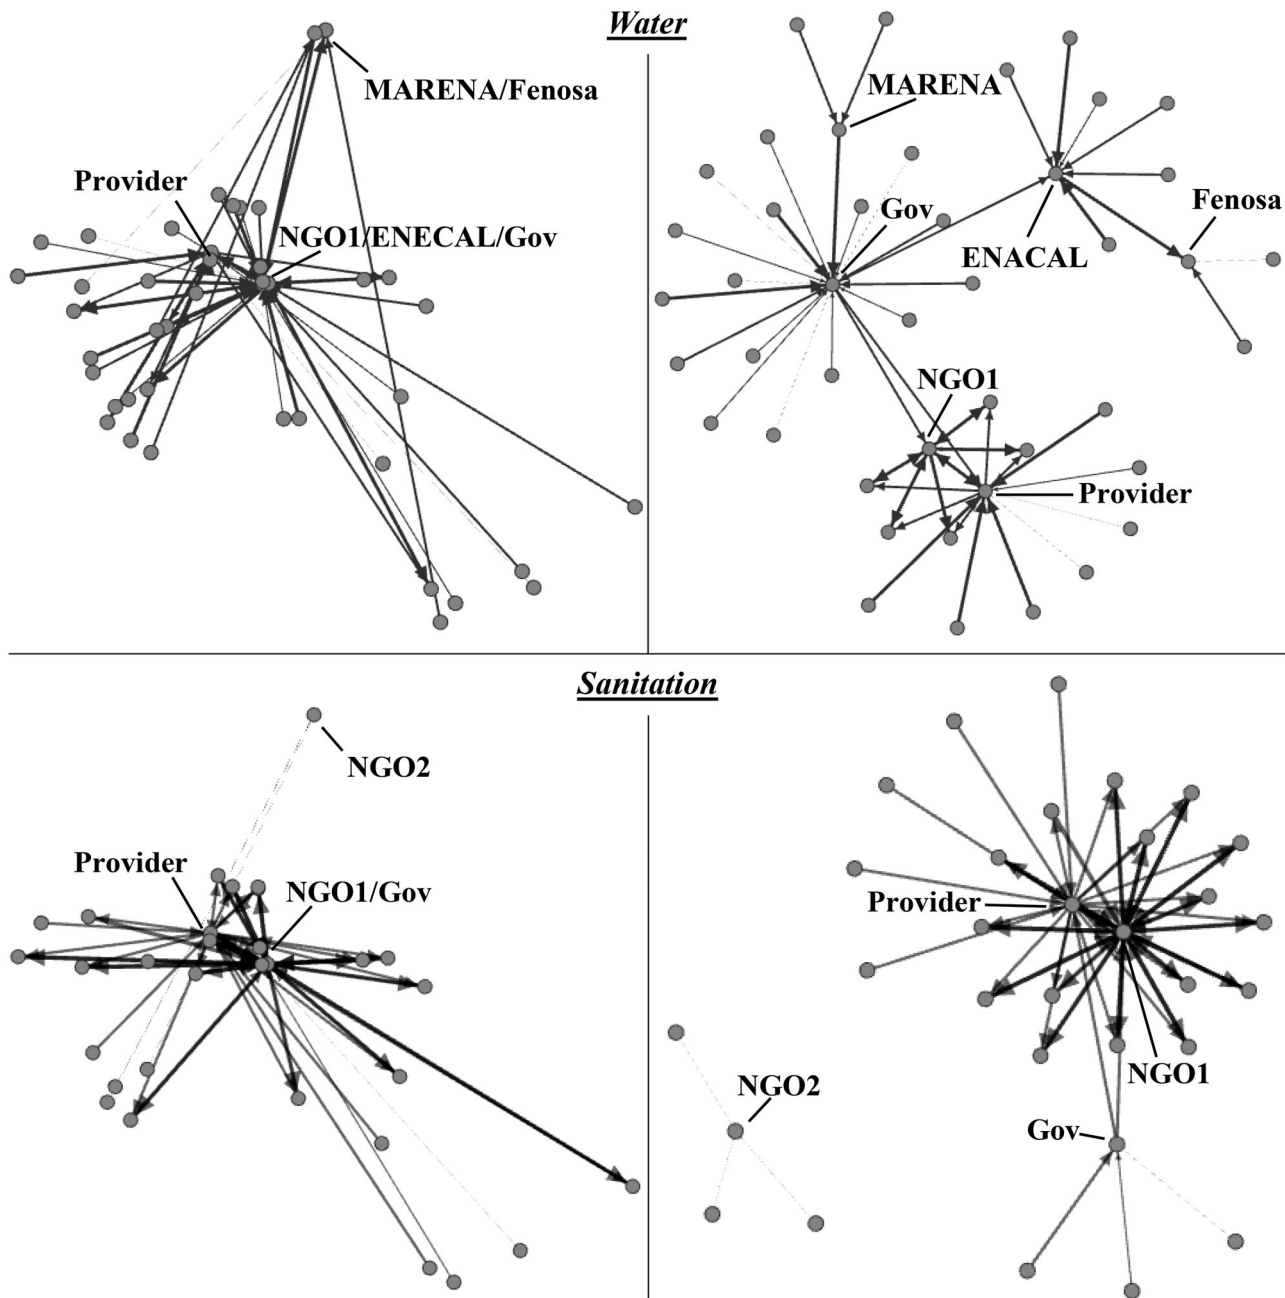 Water
MARENA/Fenosa
Provider
NGO1/ENECAL/Gov
MARENA
Gov
Fenosa
ENACAL
NGO1
Provider
Sanitation
NGO2
Provider
NGO1/Gov
Provider
NGO1
NGO2
Gov